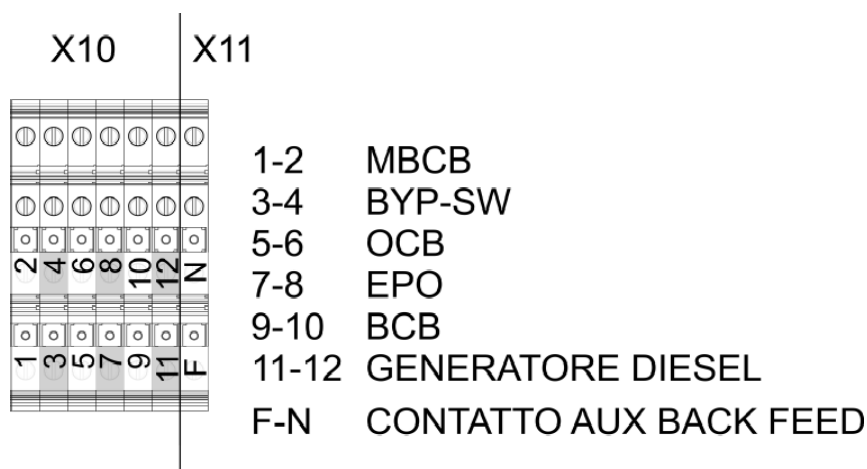 X10 X11
1-2 MBCB
3-4 BYP-SW
5-6 OCB
7-8 EPO
9-10 BCB
11-12 GENERATORE DIESEL
F-N CONTATTO AUX BACK FEED
2 4 6 8 10 12 N
1 3 5 7 9 11 F